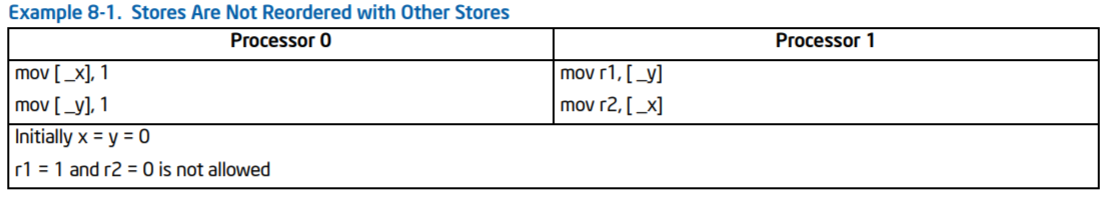 Example 8-1. Stores Are Not Reordered with Other Stores
Processor 0 Processor 1
mov [ _x], 1 mov r1, [ _y]
mov [ _y], 1 mov r2, [ _x]
Initially x = y = 0
r1 = 1 and r2 = 0 is not allowed